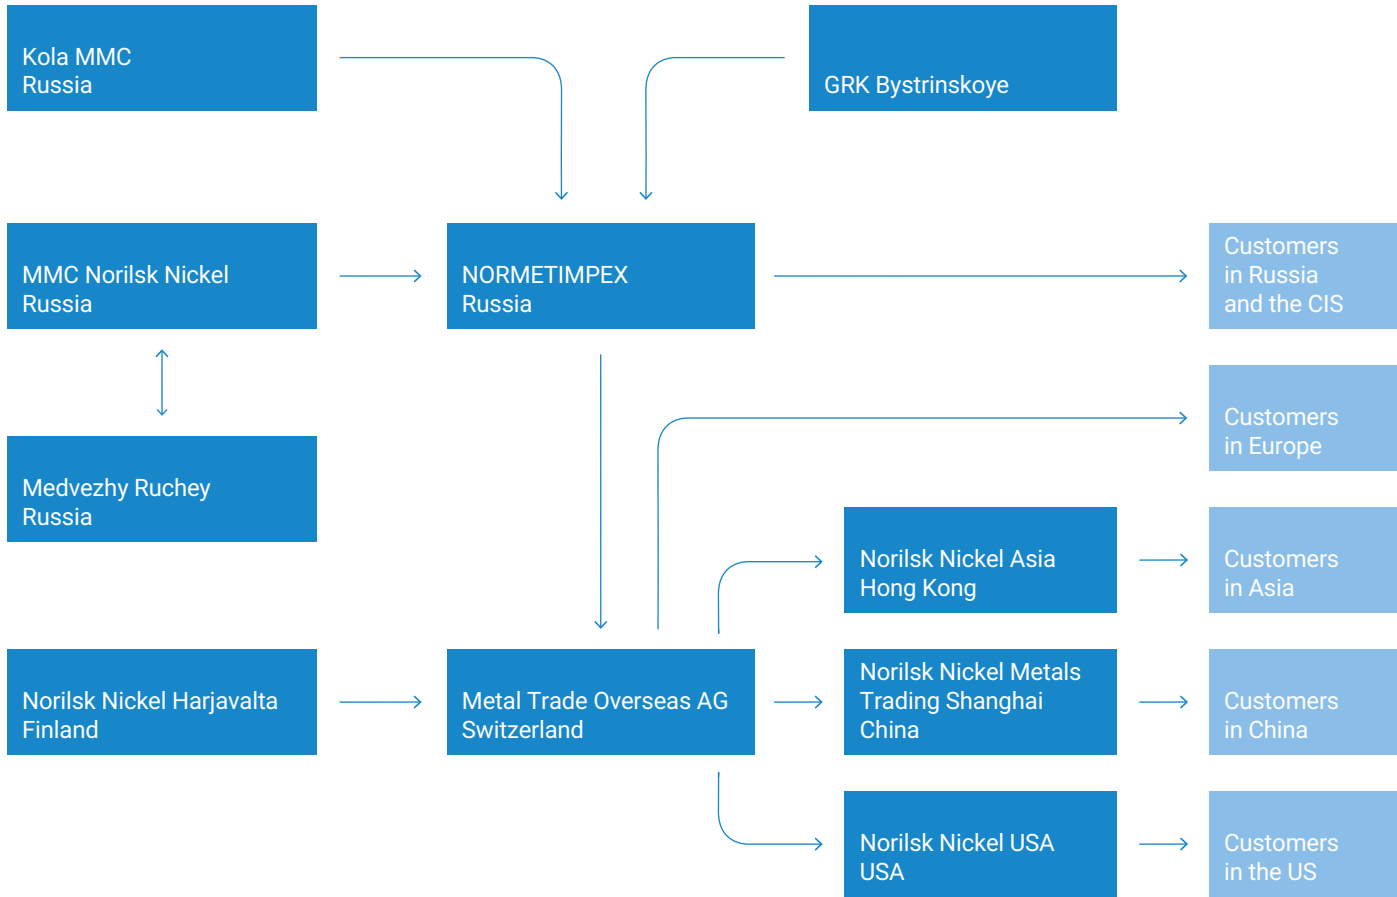 Kola MMC
Russia
GRK Bystrinskoye
MMC Norilsk Nickel
Russia
NORMETIMPEX
Russia
Customers
in Russia
and the CIS
Customers
in Europe
Medvezhy Ruchey
Russia
Norilsk Nickel Asia
Hong Kong
Customers
in Asia
Norilsk Nickel Harjavalta
Finland
Metal Trade Overseas AG
Switzerland
Norilsk Nickel Metals
Trading Shanghai
China
Customers
in China
Norilsk Nickel USA
USA
Customers
in the US